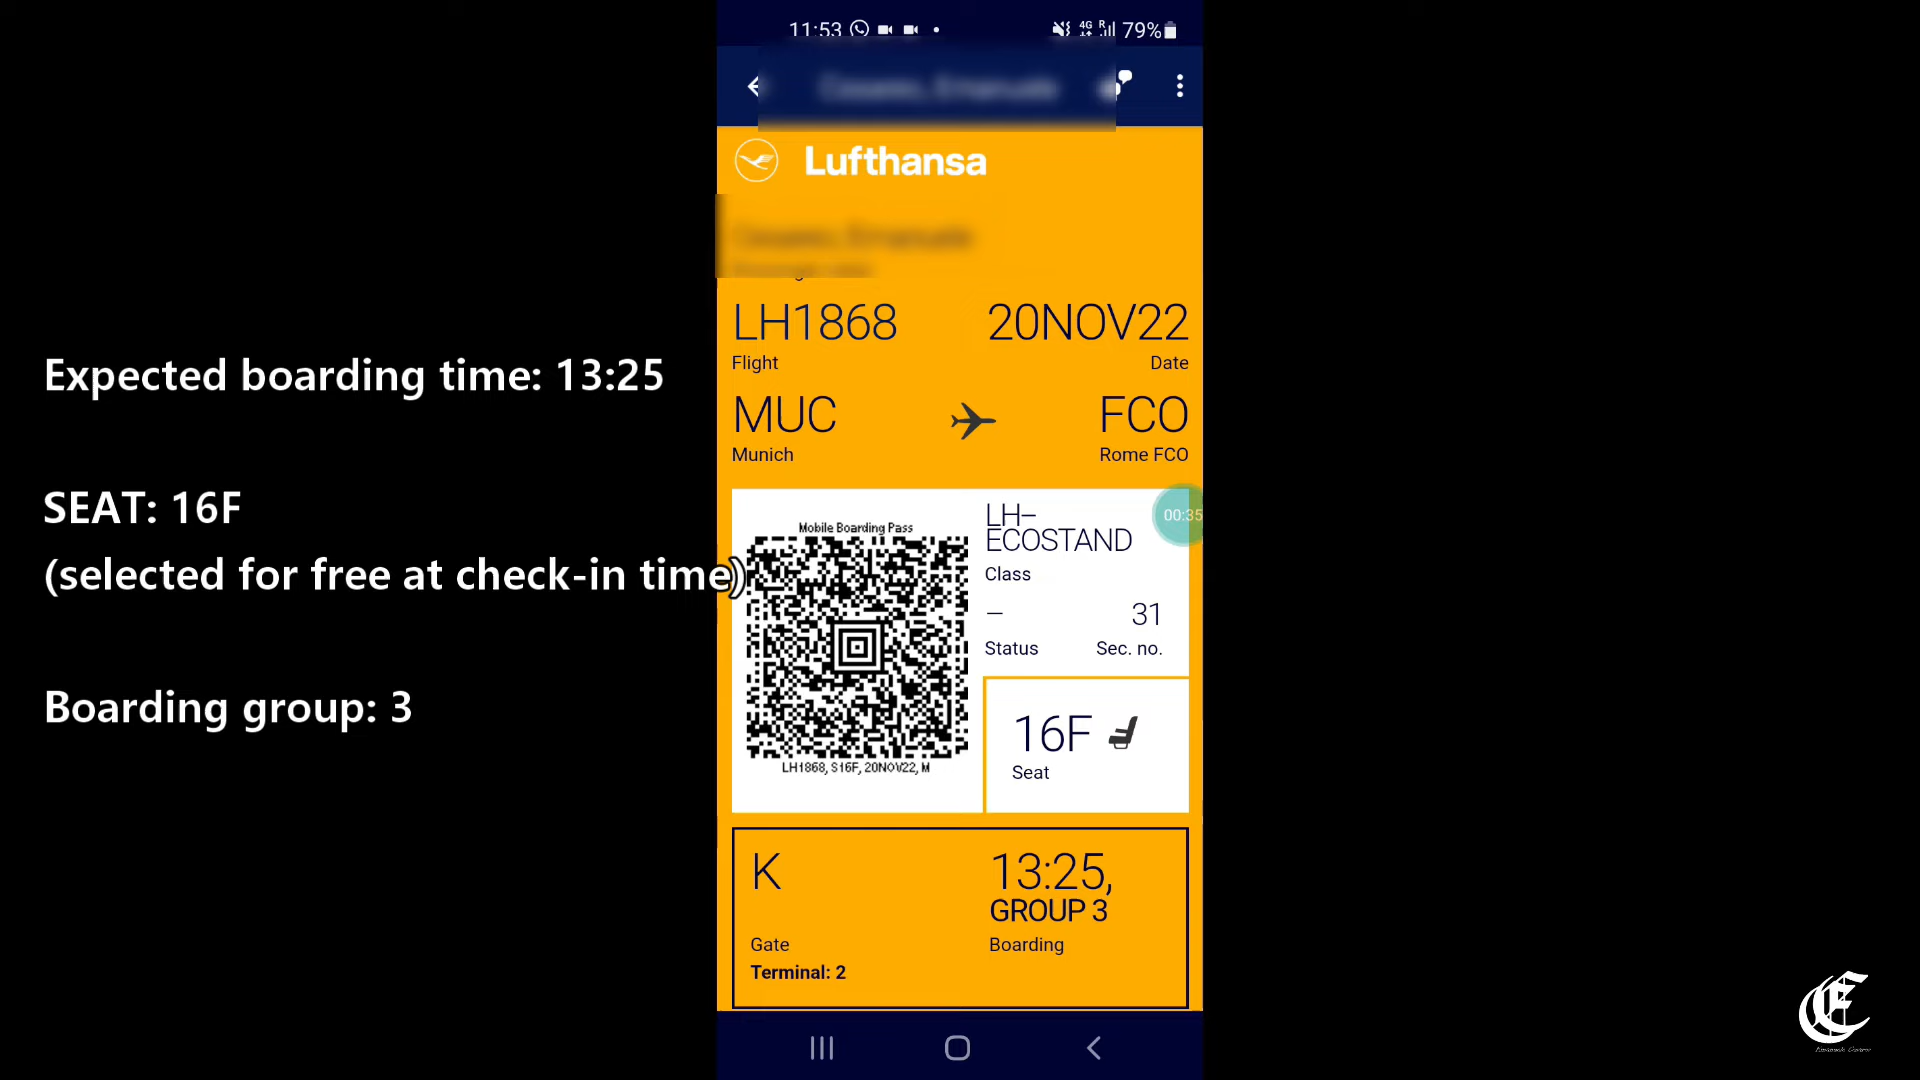 11:53
4G R 79%
Lufthansa
LH1868 20NOV22
Flight Date
MUC FCO
Munich Rome FCO
Expected boarding time: 13:25
SEAT: 16F
(selected for free at check-in time)
Boarding group: 3
Mobile Boarding Pass
LH1868, S16F, 20NOV22, M
LH–
ECOSTAND
Class
00:35
– 31
Status Sec. no.
16F
Seat
K 13:25,
GROUP 3
Gate Boarding
Terminal: 2